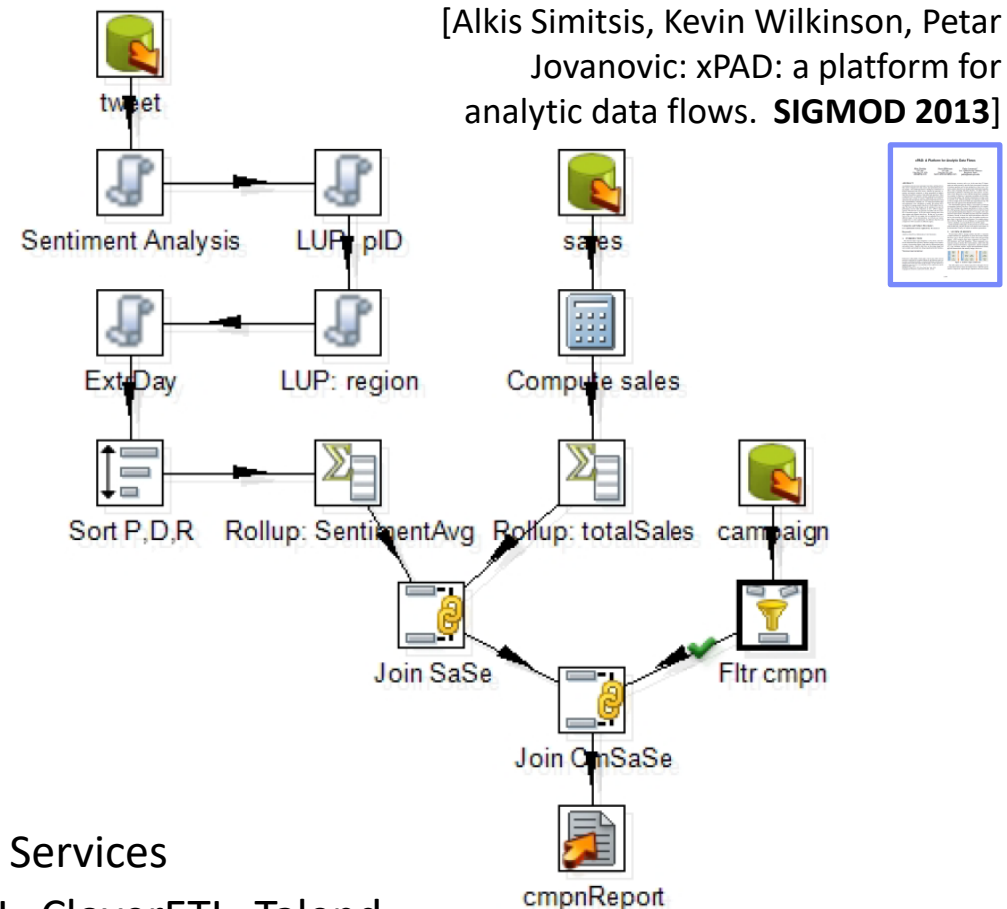 [Alkis Simitsis, Kevin Wilkinson, Petar
Jovanovic: xPAD: a platform for
analytic data flows. SIGMOD 2013]
tweet
Sentiment Analysis
LUP: pID
sales
ExtrDay
LUP: region
Compute sales
Sort P,D,R
Rollup: SentimentAvg
Rollup: totalSales
campaign
Join SaSe
Fltr cmpn
Join CmSaSe
Services
CloverETL, Talend
cmpnReport